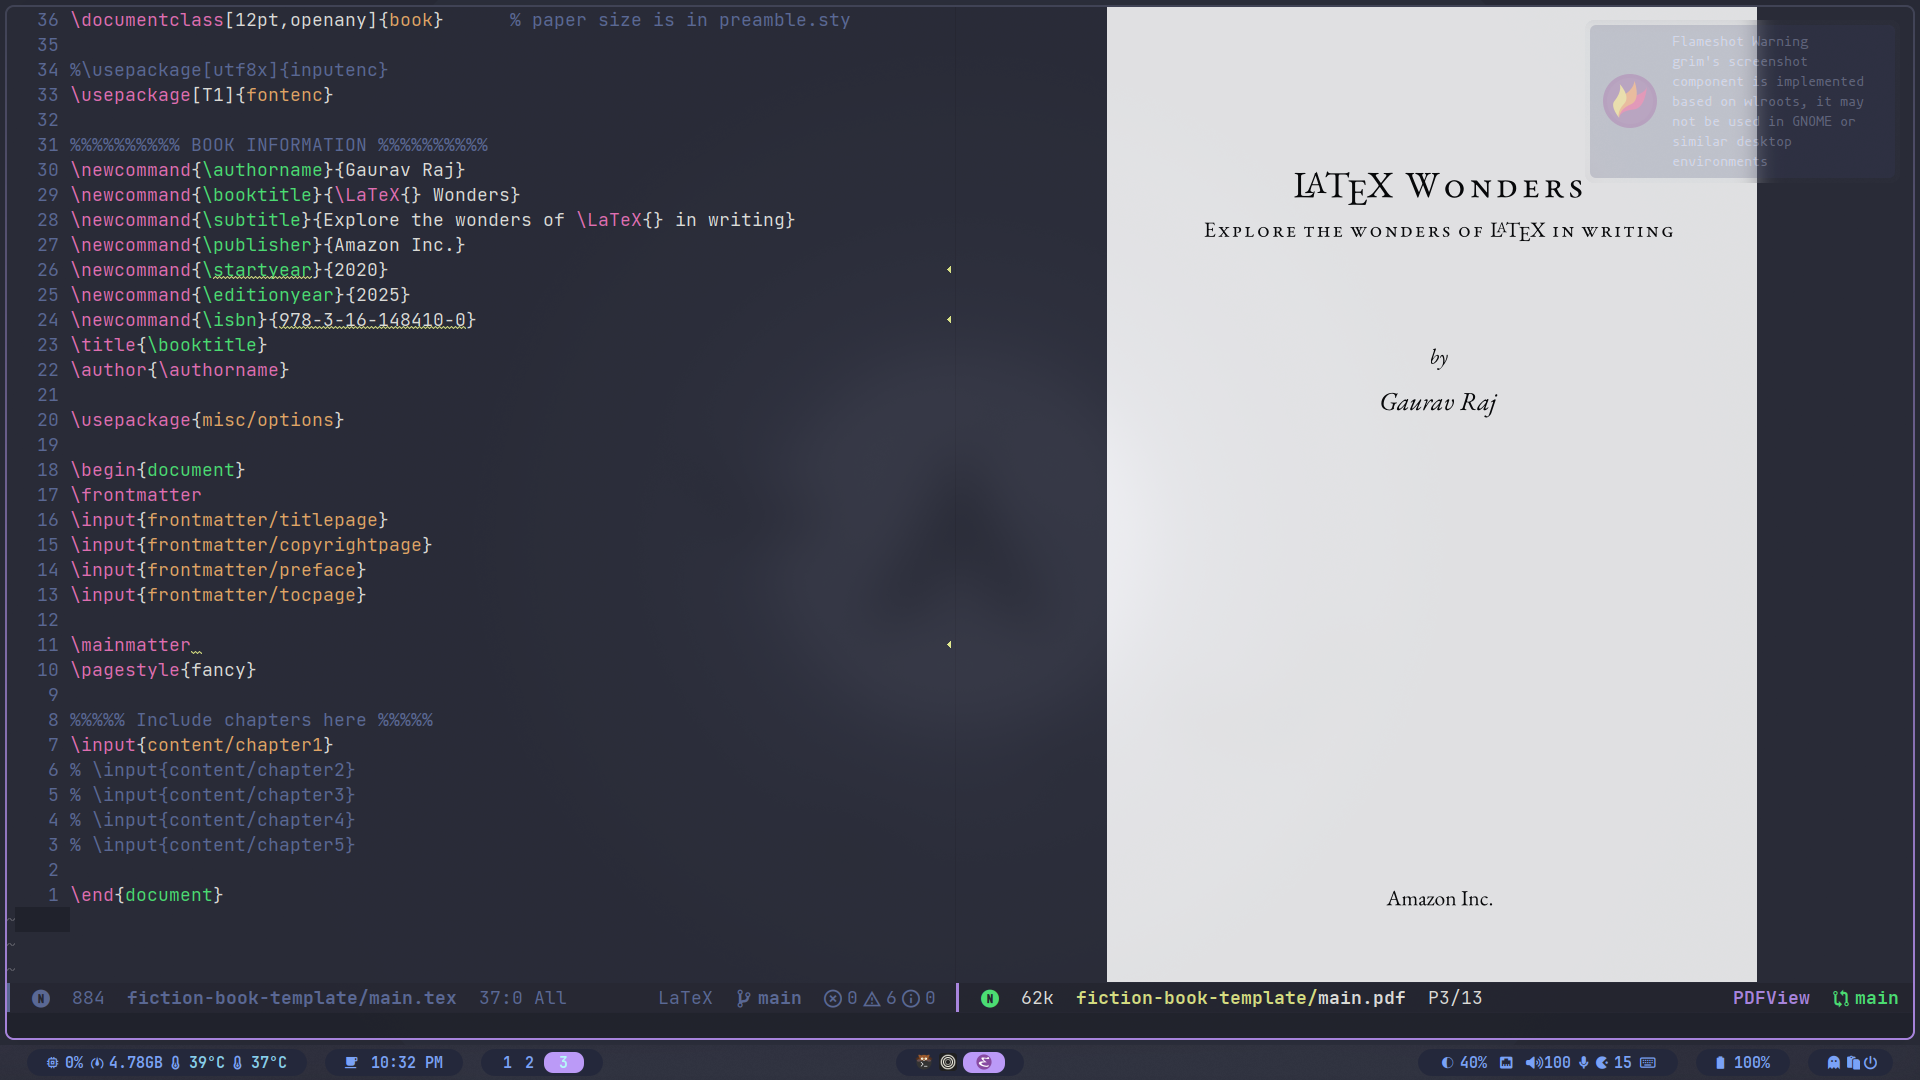 36 \documentclass[12pt,openany]{book}      % paper size is in preamble.sty
35
34 %\usepackage[utf8x]{inputenc}
33 \usepackage[T1]{fontenc}
32
31 %%%%%%%%%% BOOK INFORMATION %%%%%%%%%%
30 \newcommand{\authorname}{Gaurav Raj}
29 \newcommand{\booktitle}{\LaTeX{} Wonders}
28 \newcommand{\subtitle}{Explore the wonders of \LaTeX{} in writing}
27 \newcommand{\publisher}{Amazon Inc.}
26 \newcommand{\startyear}{2020}
25 \newcommand{\editionyear}{2025}
24 \newcommand{\isbn}{978-3-16-148410-0}
23 \title{\booktitle}
22 \author{\authorname}
21
20 \usepackage{misc/options}
19
18 \begin{document}
17 \frontmatter
16 \input{frontmatter/titlepage}
15 \input{frontmatter/copyrightpage}
14 \input{frontmatter/preface}
13 \input{frontmatter/tocpage}
12
11 \mainmatter
10 \pagestyle{fancy}
9
8 %%%%% Include chapters here %%%%%
7 \input{content/chapter1}
6 % \input{content/chapter2}
5 % \input{content/chapter3}
4 % \input{content/chapter4}
3 % \input{content/chapter5}
2
1 \end{document}
~
~
~
Flameshot Warning
grim's screenshot
component is implemented
based on wlroots, it may
not be used in GNOME or
similar desktop
environments
LATEX Wonders
Explore the wonders of LATEX in writing
by
Gaurav Raj
Amazon Inc.
N 884 fiction-book-template/main.tex 37:0 All LaTeX main 0 6 0
N 62k fiction-book-template/main.pdf P3/13 PDFView main
0% 4.78GB 39°C 37°C 10:32 PM 1 2 3 40% 100 15 100%